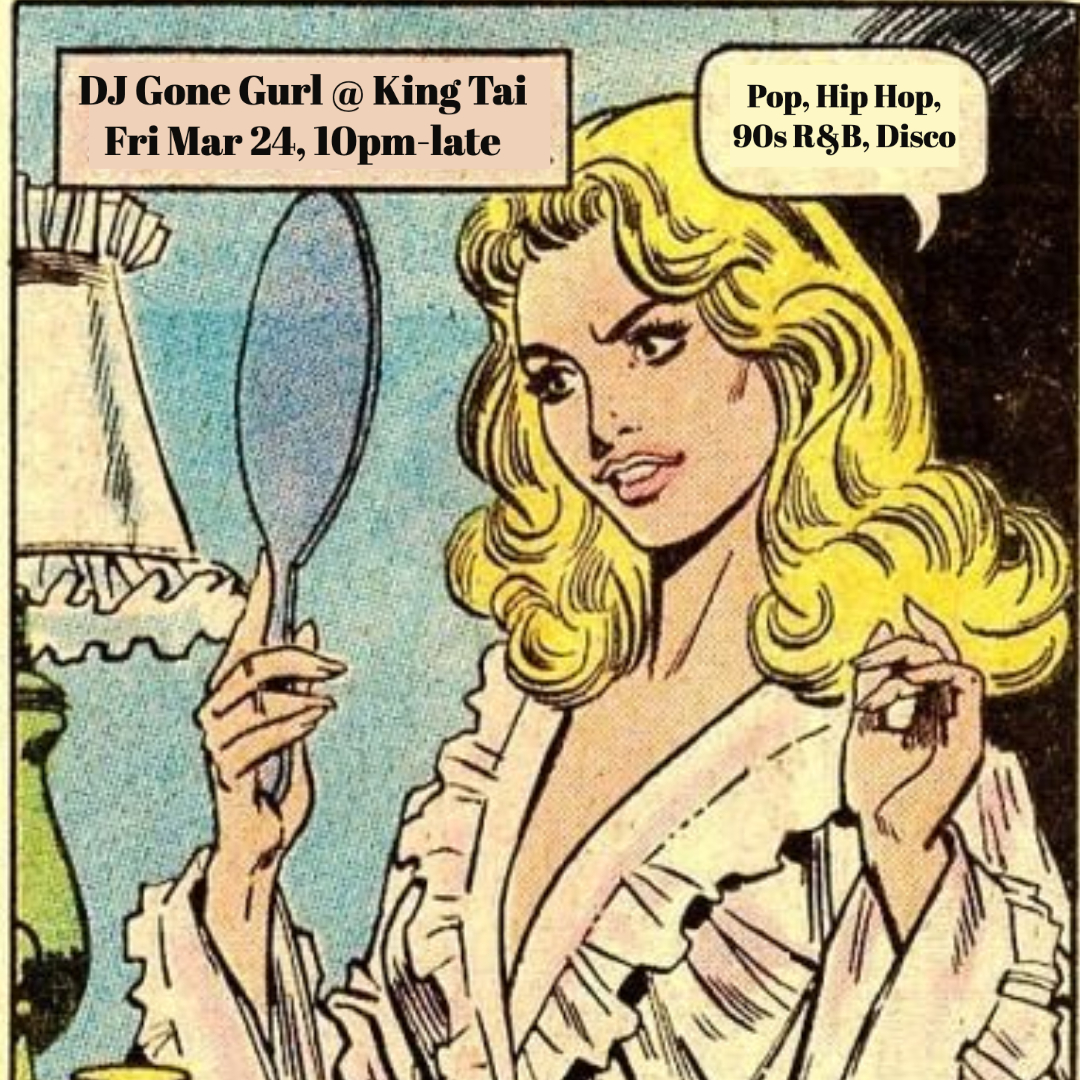 DJ Gone Gurl @ King Tai
Fri Mar 24, 10pm-late
Pop, Hip Hop,
90s R&B, Disco